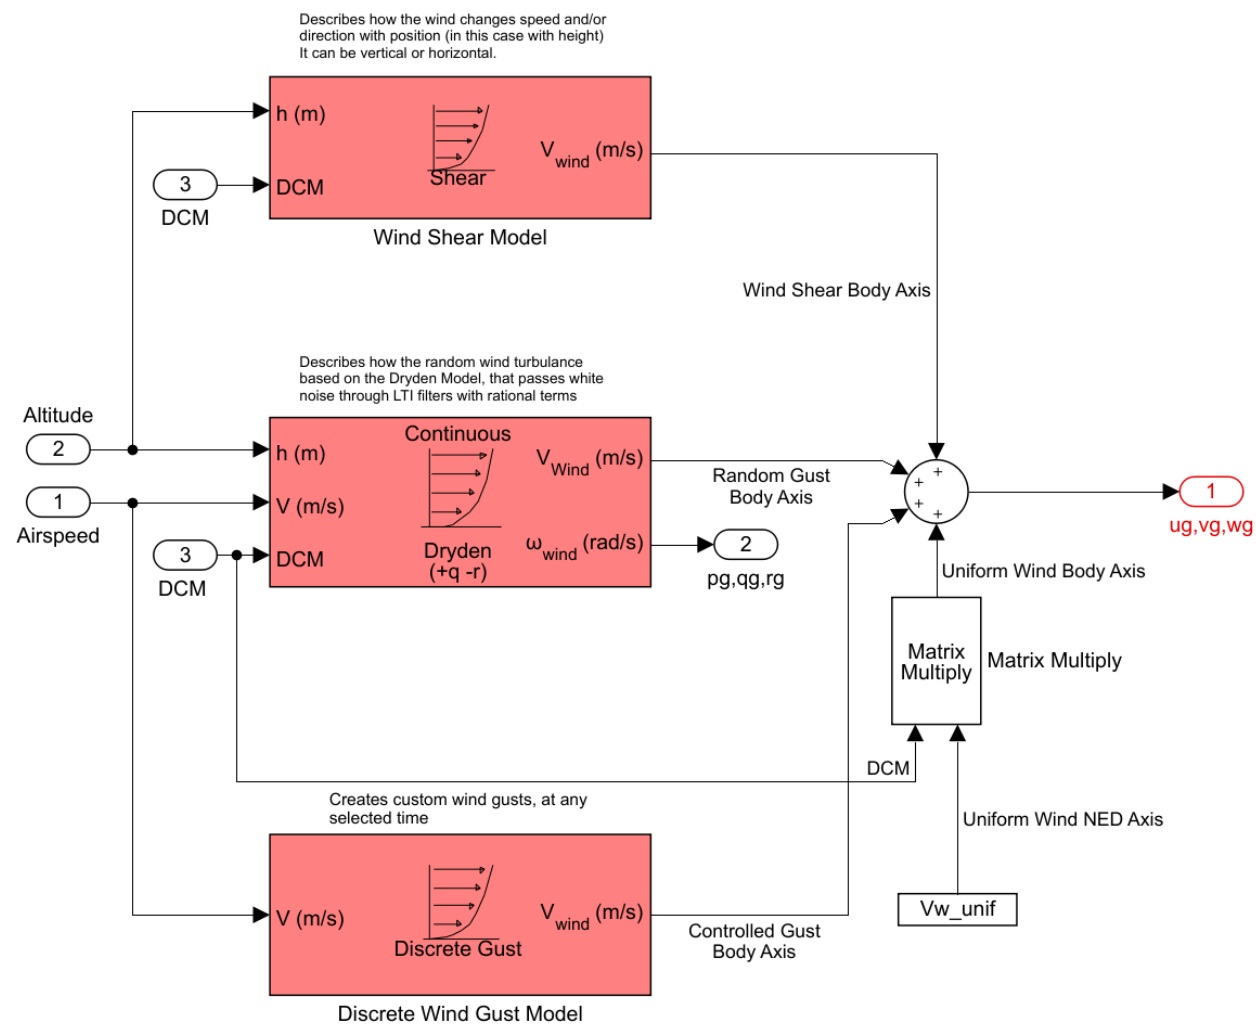 Describes how the wind changes speed and/or
direction with position (in this case with height)
It can be vertical or horizontal.
h (m)
DCM
Shear
Vwind (m/s)
3
DCM
Wind Shear Model
Wind Shear Body Axis
Describes how the random wind turbulance
based on the Dryden Model, that passes white
noise through LTI filters with rational terms
Altitude
2
1
Airspeed
3
DCM
h (m)
V (m/s)
DCM
Continuous
Dryden
(+q -r)
VWind (m/s)
ωwind (rad/s)
Random Gust
Body Axis
2
pg,qg,rg
+
+
+
+
1
ug,vg,wg
Uniform Wind Body Axis
Matrix
Multiply
Matrix Multiply
DCM
Uniform Wind NED Axis
Vw_unif
Creates custom wind gusts, at any
selected time
V (m/s)
Discrete Gust
Vwind (m/s)
Controlled Gust
Body Axis
Discrete Wind Gust Model